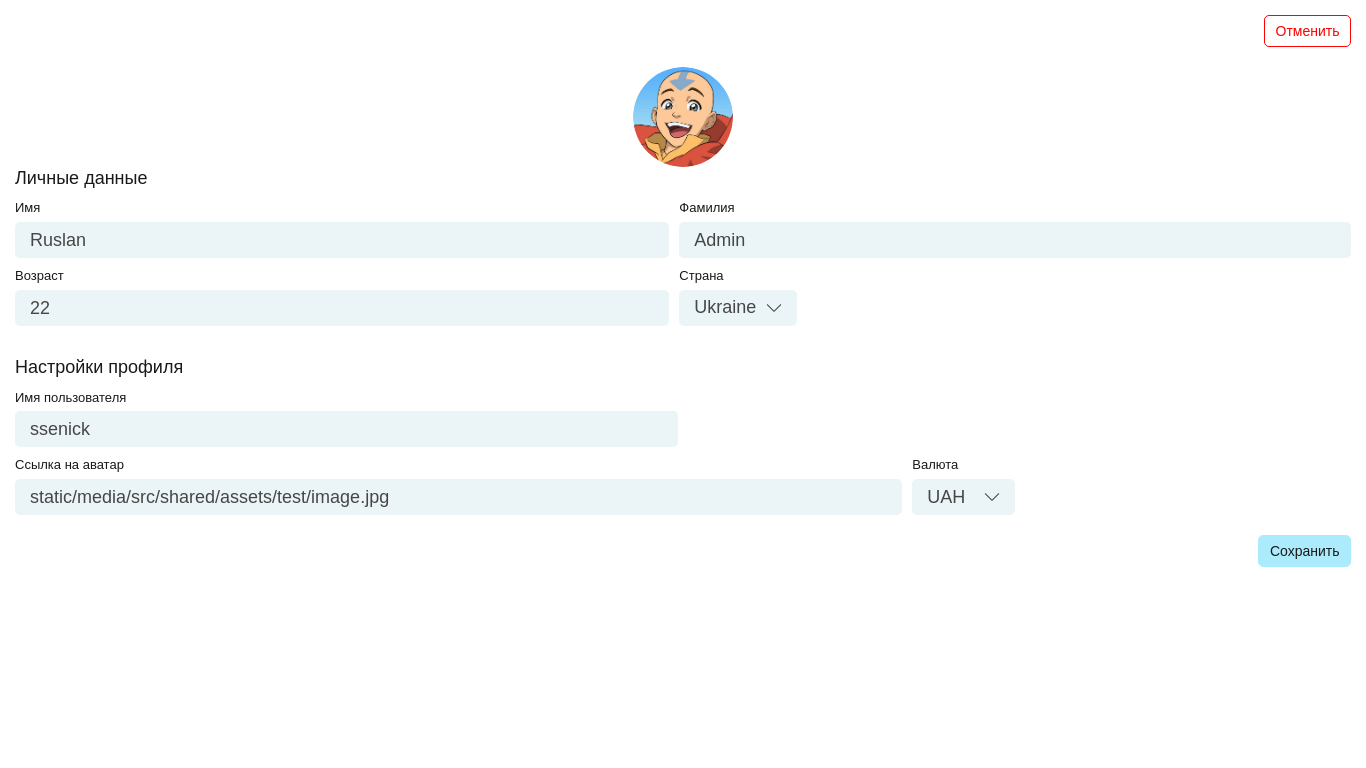 Отменить
Личные данные
Имя Фамилия
Ruslan Admin
Возраст Страна
22 Ukraine
Настройки профиля
Имя пользователя
ssenick
Ссылка на аватар Валюта
static/media/src/shared/assets/test/image.jpg UAH
Сохранить